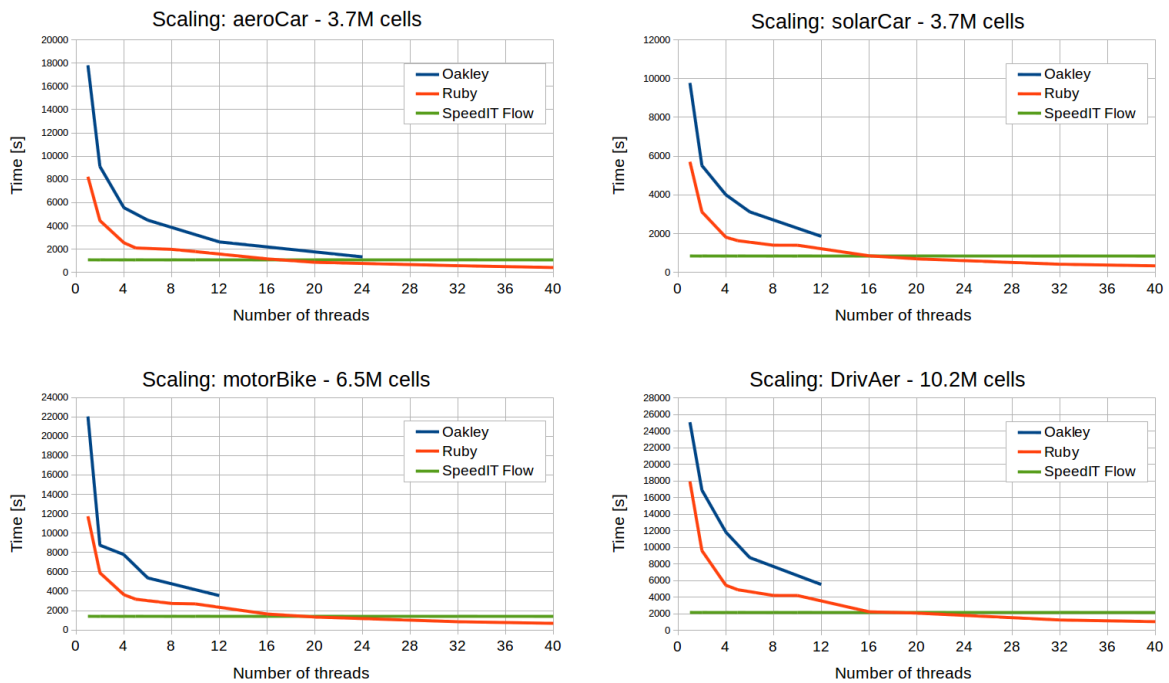 Scaling: aeroCar - 3.7M cells
20000
18000
16000
14000
12000
10000
8000
6000
4000
2000
0
Time [s]
Oakley
Ruby
SpeedIT Flow
0 4 8 12 16 20 24 28 32 36 40
Number of threads
Scaling: solarCar - 3.7M cells
12000
10000
8000
6000
4000
2000
0
Time [s]
Oakley
Ruby
SpeedIT Flow
0 4 8 12 16 20 24 28 32 36 40
Number of threads
Scaling: motorBike - 6.5M cells
24000
22000
20000
18000
16000
14000
12000
10000
8000
6000
4000
2000
0
Time [s]
Oakley
Ruby
SpeedIT Flow
0 4 8 12 16 20 24 28 32 36 40
Number of threads
Scaling: DrivAer - 10.2M cells
28000
26000
24000
22000
20000
18000
16000
14000
12000
10000
8000
6000
4000
2000
0
Time [s]
Oakley
Ruby
SpeedIT Flow
0 4 8 12 16 20 24 28 32 36 40
Number of threads